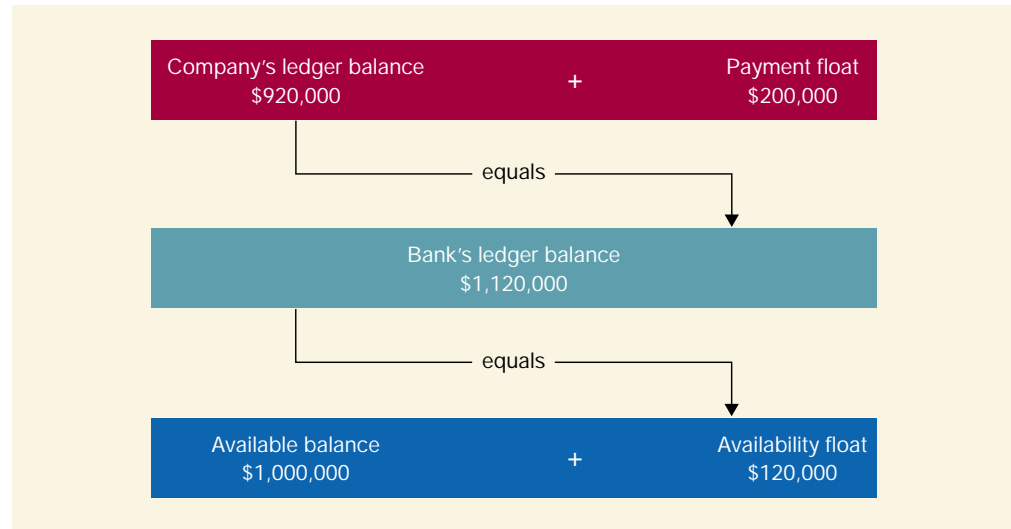 Company's ledger balance + Payment float
$920,000 $200,000
equals
Bank's ledger balance
$1,120,000
equals
Available balance + Availability float
$1,000,000 $120,000